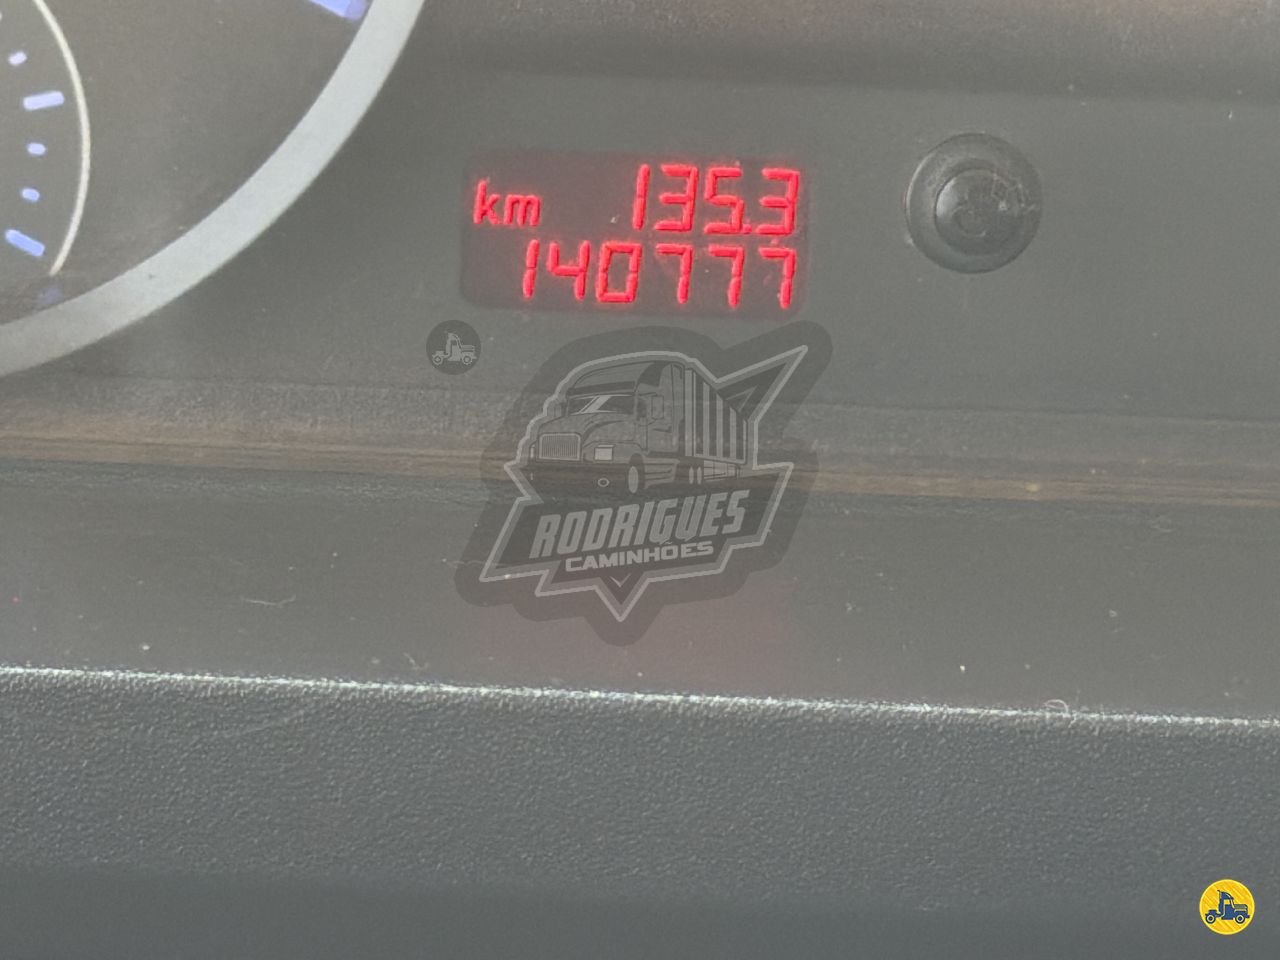 km 135.3
140777
RODRIGUES
CAMINHÕES